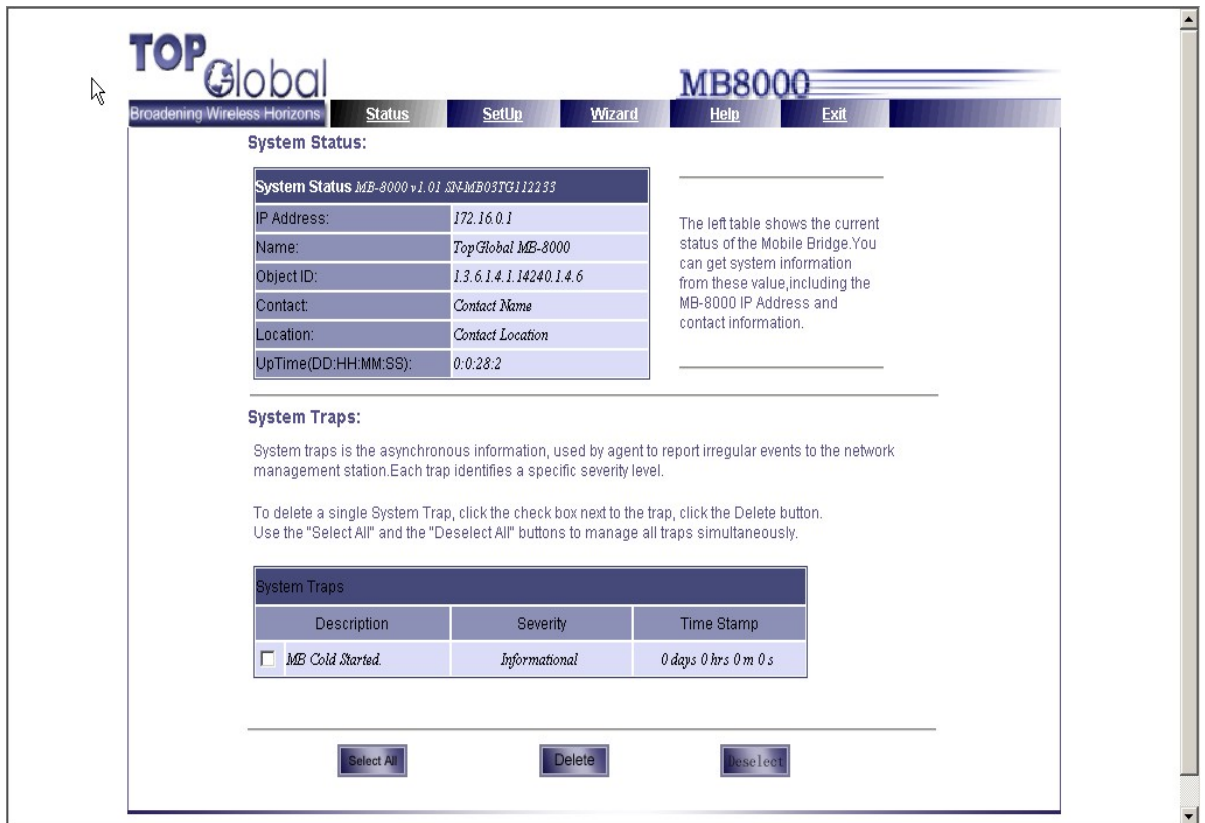 TOP Global
MB8000
Broadening Wireless Horizons Status SetUp Wizard Help Exit
System Status:
System Status MB-8000 v1.01 SN-MB03TG112233
IP Address: 172.16.0.1
Name: TopGlobal MB-8000
Object ID: 1.3.6.1.4.1.14240.1.4.6
Contact: Contact Name
Location: Contact Location
UpTime(DD:HH:MM:SS): 0:0:28:2
The left table shows the current
status of the Mobile Bridge.You
can get system information
from these value,including the
MB-8000 IP Address and
contact information.
System Traps:
System traps is the asynchronous information, used by agent to report irregular events to the network
management station.Each trap identifies a specific severity level.
To delete a single System Trap, click the check box next to the trap, click the Delete button.
Use the "Select All" and the "Deselect All" buttons to manage all traps simultaneously.
System Traps
Description Severity Time Stamp
MB Cold Started. Informational 0 days 0 hrs 0 m 0 s
Select All Delete Deselect